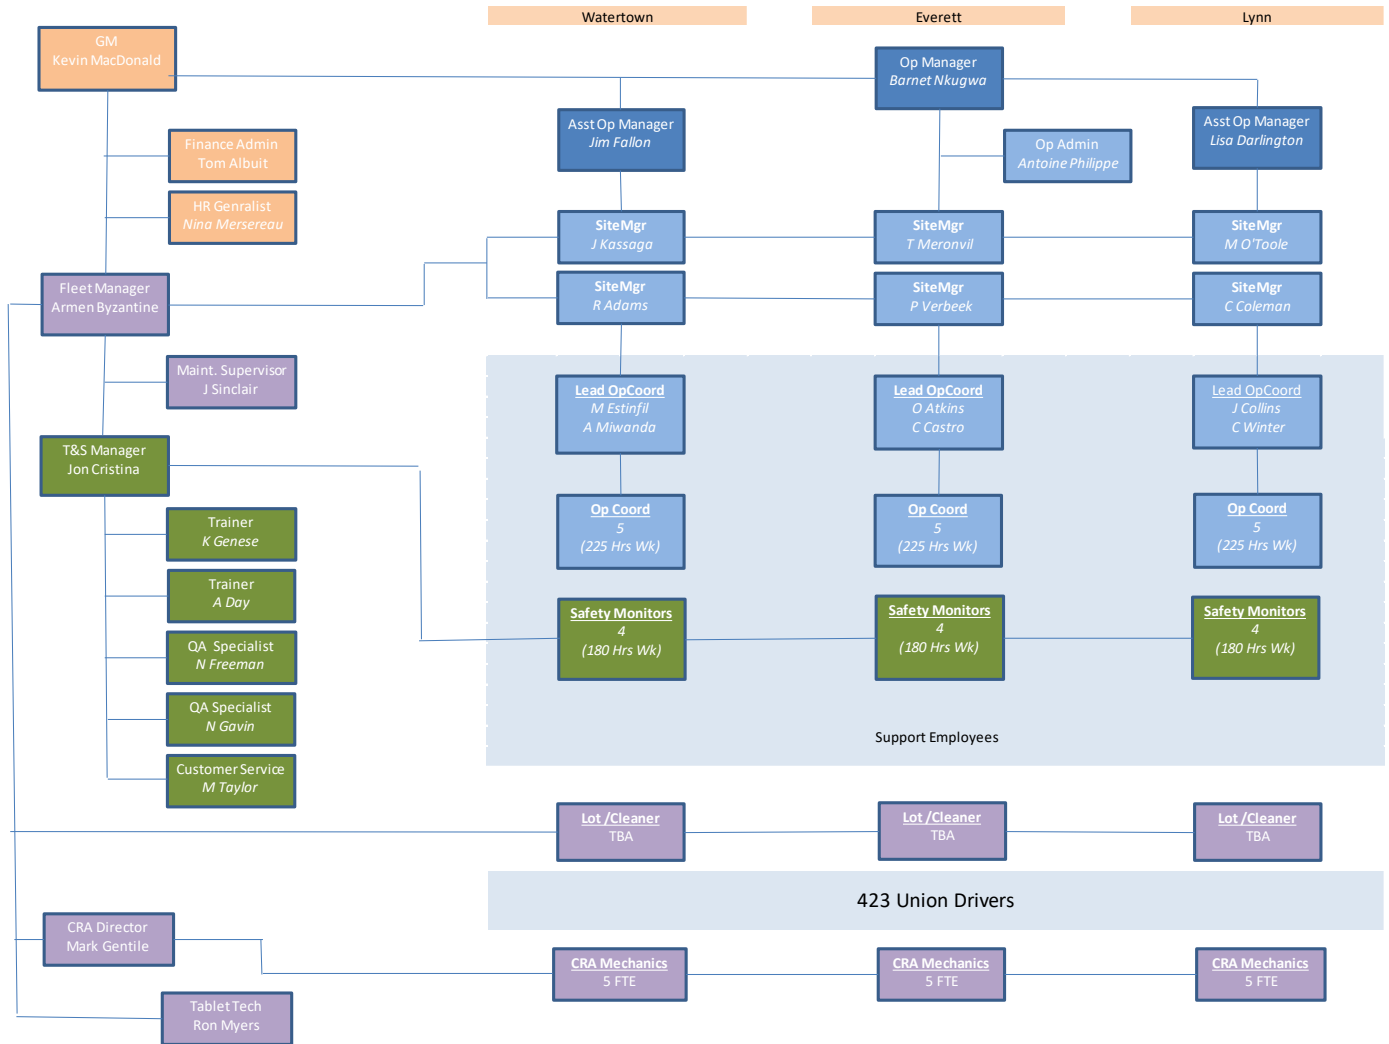 Watertown
Everett
Lynn
GM
Kevin MacDonald
Op Manager
Barnet Nkugwa
Asst Op Manager
Jim Fallon
Asst Op Manager
Lisa Darlington
Finance Admin
Tom Albuit
Op Admin
Antoine Philippe
HR Genralist
Nina Mersereau
SiteMgr
J Kassaga
SiteMgr
T Meronvil
SiteMgr
M O'Toole
Fleet Manager
Armen Byzantine
SiteMgr
R Adams
SiteMgr
P Verbeek
SiteMgr
C Coleman
Maint. Supervisor
J Sinclair
Lead OpCoord
M Estinfil
A Miwanda
Lead OpCoord
O Atkins
C Castro
Lead OpCoord
J Collins
C Winter
T&S Manager
Jon Cristina
Op Coord
5
(225 Hrs Wk)
Op Coord
5
(225 Hrs Wk)
Op Coord
5
(225 Hrs Wk)
Trainer
K Genese
Trainer
A Day
Safety Monitors
4
(180 Hrs Wk)
Safety Monitors
4
(180 Hrs Wk)
Safety Monitors
4
(180 Hrs Wk)
QA Specialist
N Freeman
QA Specialist
N Gavin
Support Employees
Customer Service
M Taylor
Lot /Cleaner
TBA
Lot /Cleaner
TBA
Lot /Cleaner
TBA
423 Union Drivers
CRA Director
Mark Gentile
CRA Mechanics
5 FTE
CRA Mechanics
5 FTE
CRA Mechanics
5 FTE
Tablet Tech
Ron Myers